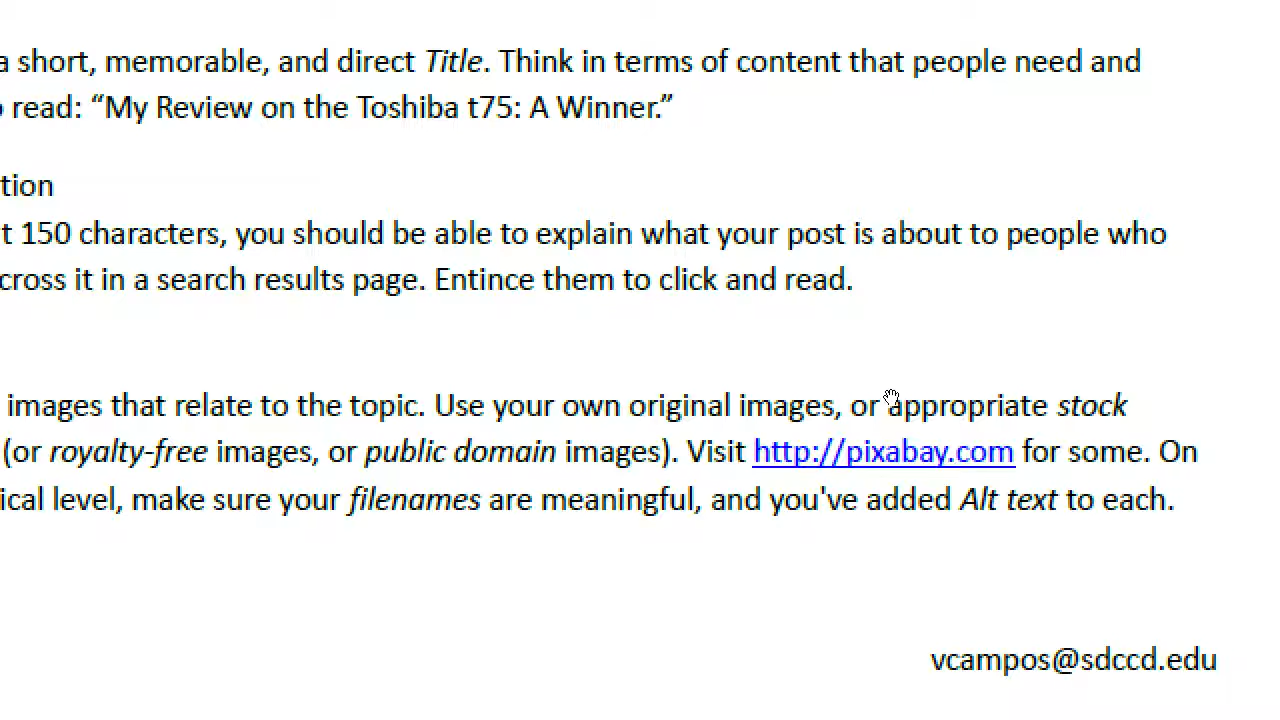 a short, memorable, and direct Title. Think in terms of content that people need and
read: “My Review on the Toshiba t75: A Winner.”
tion
t 150 characters, you should be able to explain what your post is about to people who
cross it in a search results page. Entince them to click and read.
images that relate to the topic. Use your own original images, or appropriate stock
(or royalty-free images, or public domain images). Visit http://pixabay.com for some. On
ical level, make sure your filenames are meaningful, and you've added Alt text to each.
vcampos@sdccd.edu